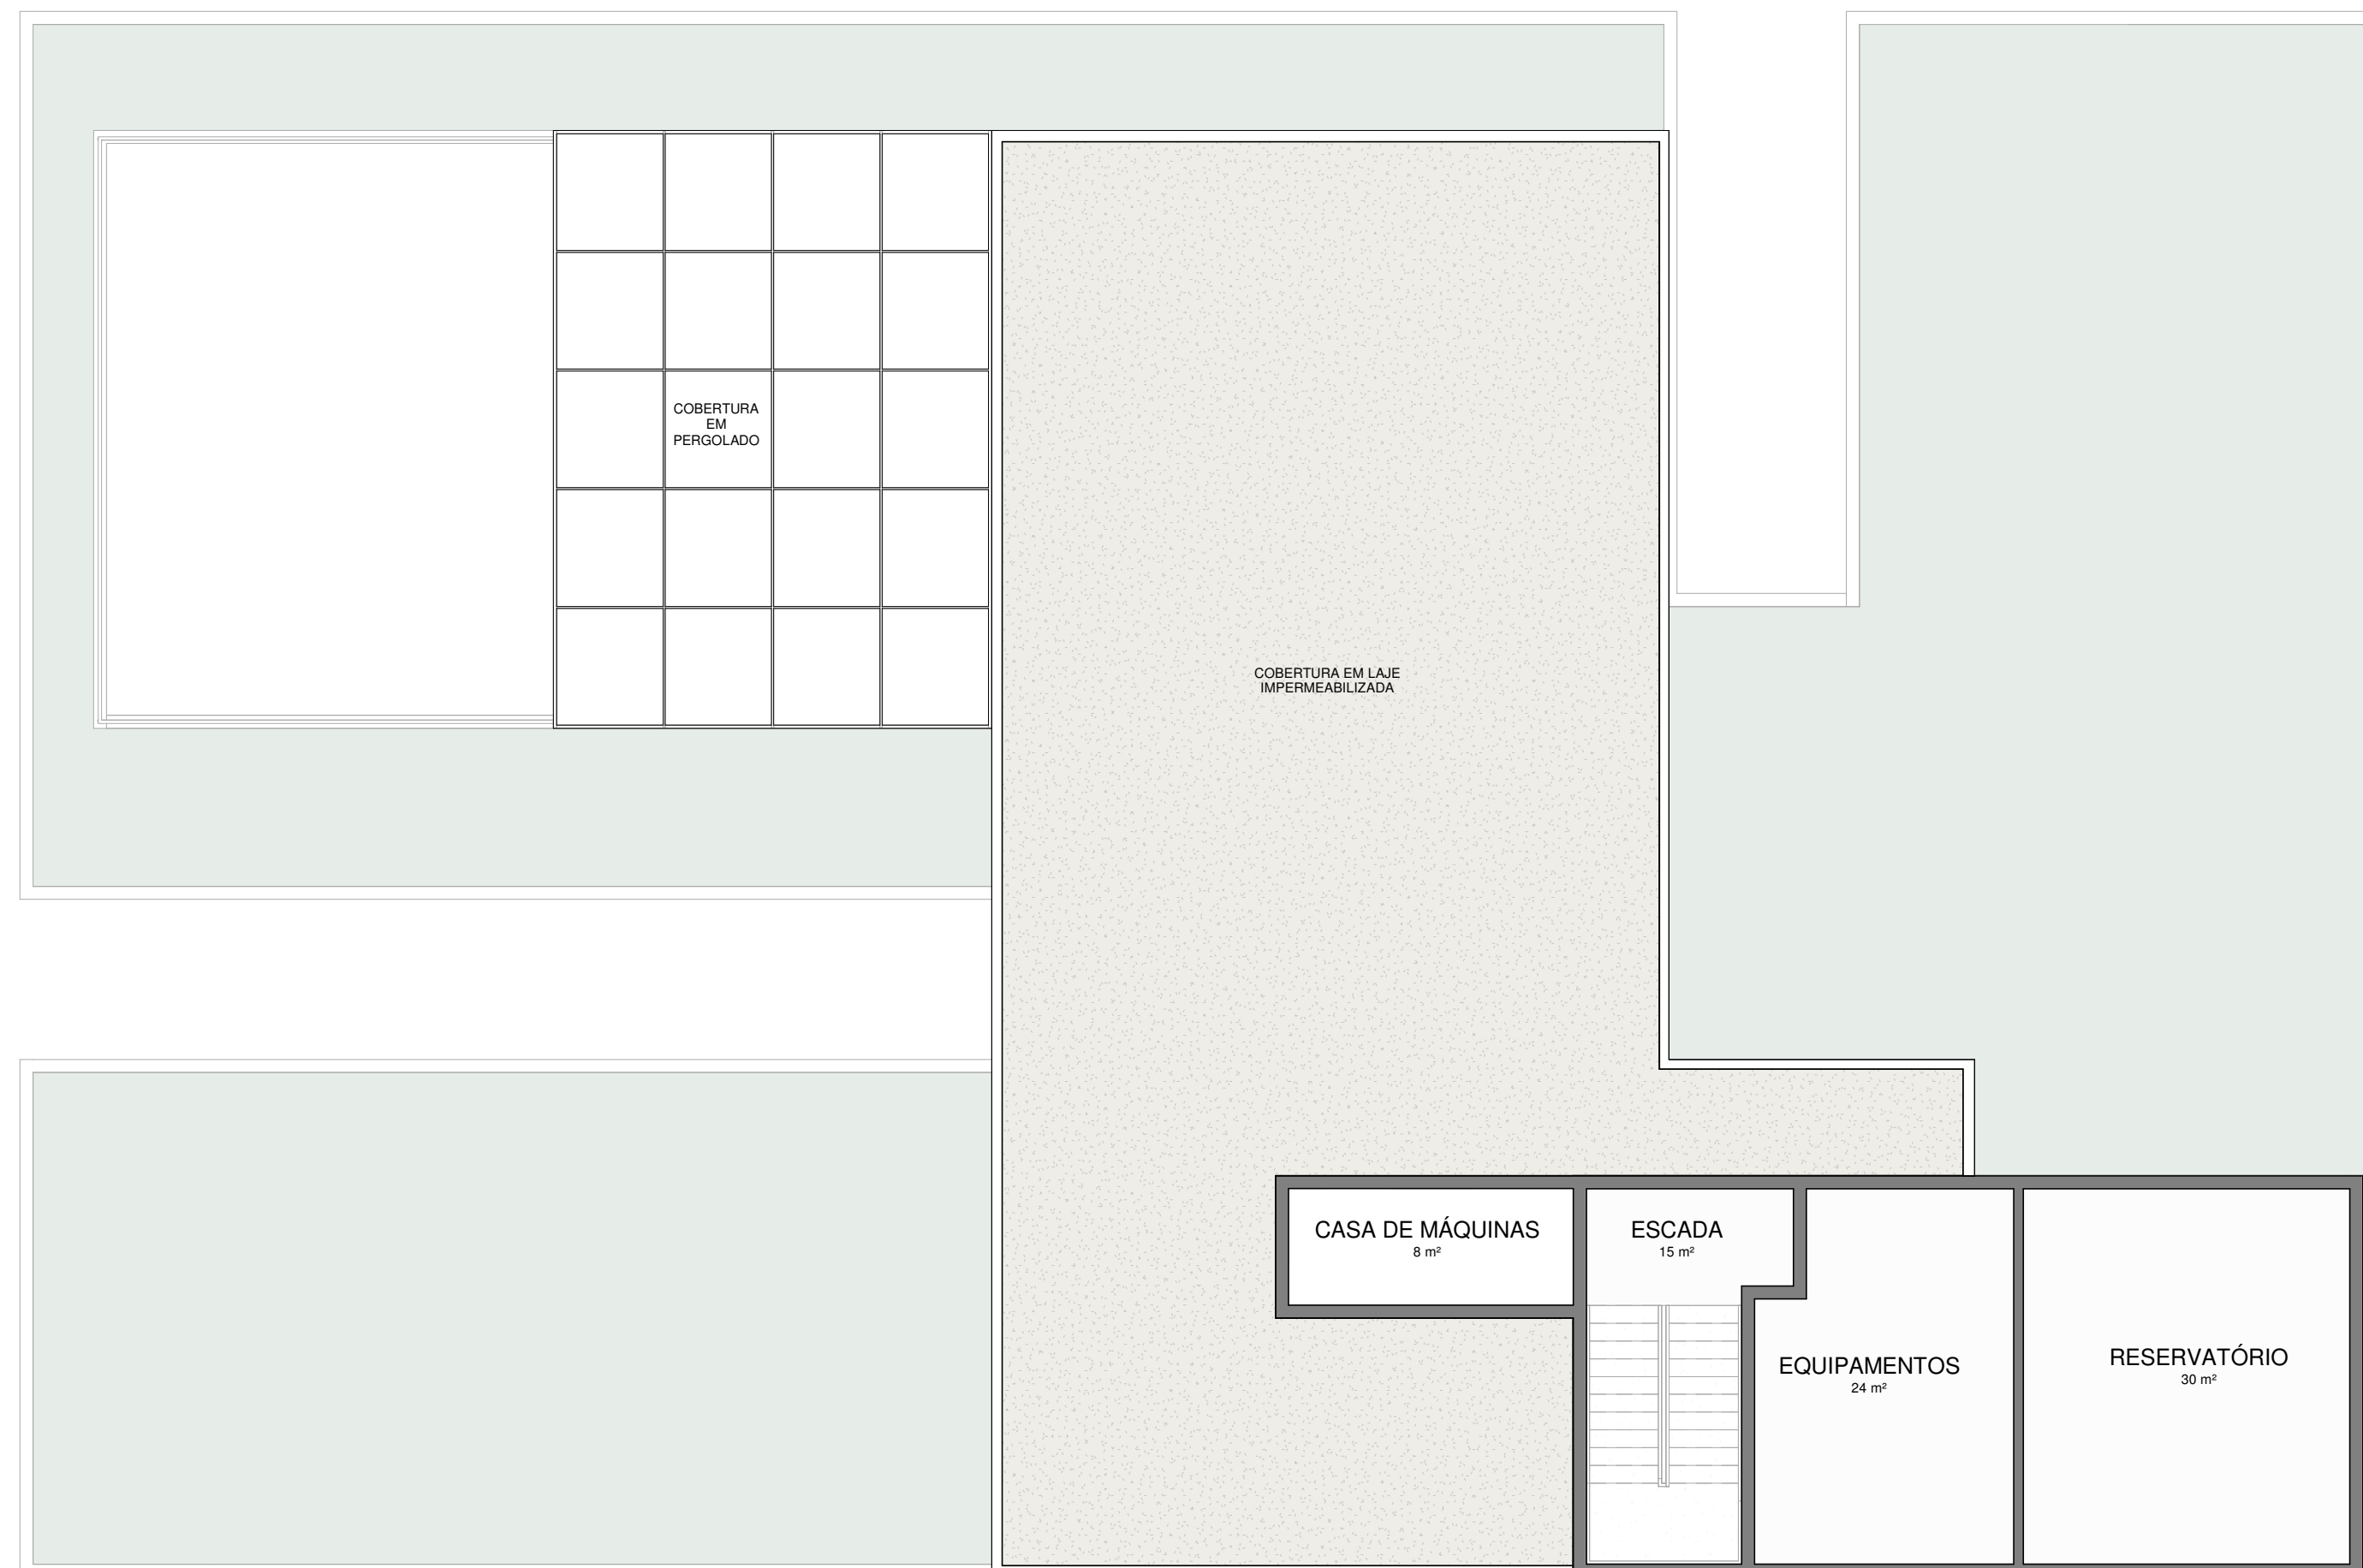 COBERTURA
EM
PERGOLADO
COBERTURA EM LAJE
IMPERMEABILIZADA
CASA DE MÁQUINAS
8 m²
ESCADA
15 m²
EQUIPAMENTOS
24 m²
RESERVATÓRIO
30 m²